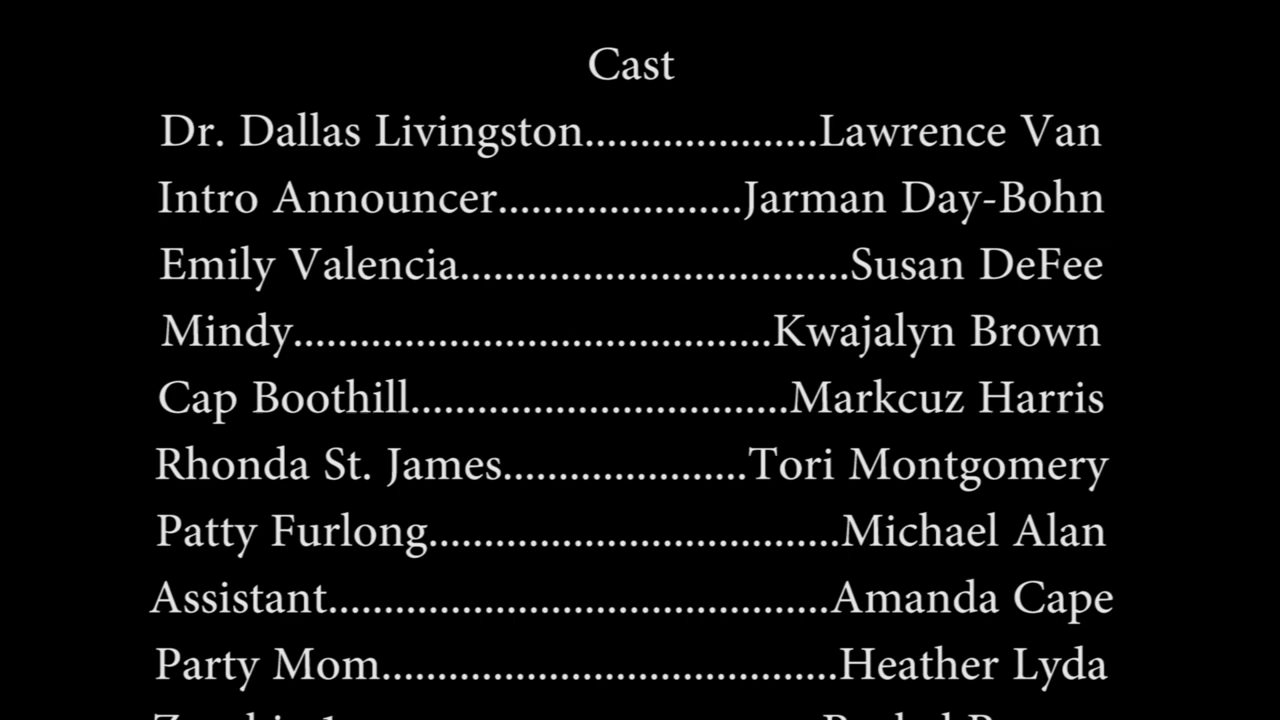 Cast
Dr. Dallas Livingston.....................Lawrence Van
Intro Announcer......................Jarman Day-Bohn
Emily Valencia...................................Susan DeFee
Mindy...........................................Kwajalyn Brown
Cap Boothill..................................Markcuz Harris
Rhonda St. James......................Tori Montgomery
Patty Furlong.....................................Michael Alan
Assistant.............................................Amanda Cape
Party Mom.........................................Heather Lyda